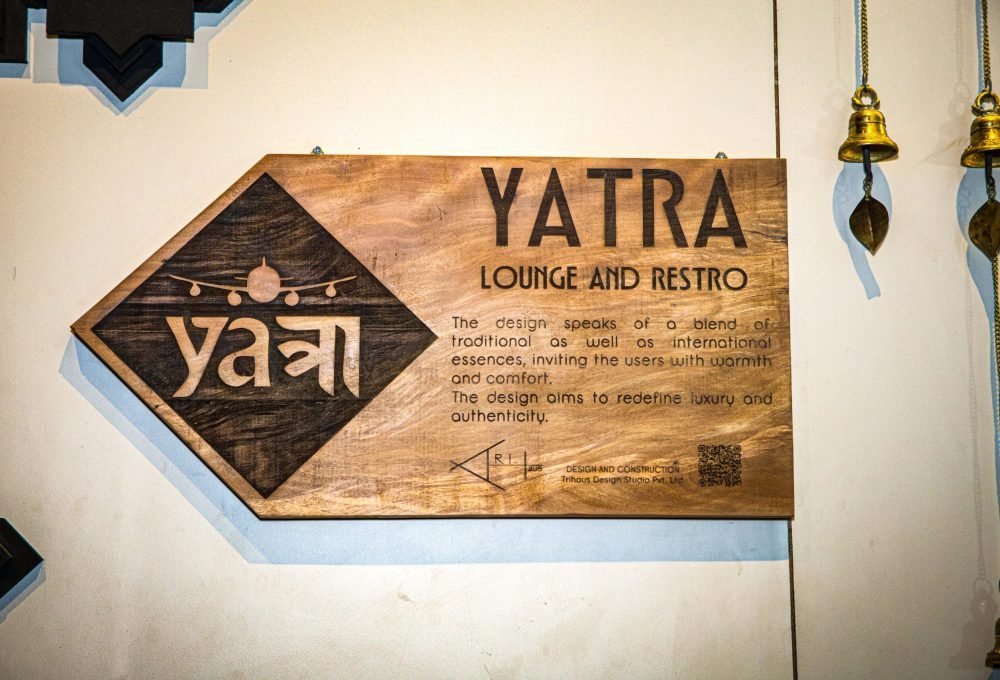 yaत्रा
YATRA
LOUNGE AND RESTRO
The design speaks of a blend of
traditional as well as international
essences, inviting the users with warmth
and comfort.
The design aims to redefine luxury and
authenticity.
DESIGN AND CONSTRUCTION
Trihaus Design Studio Pvt. Ltd